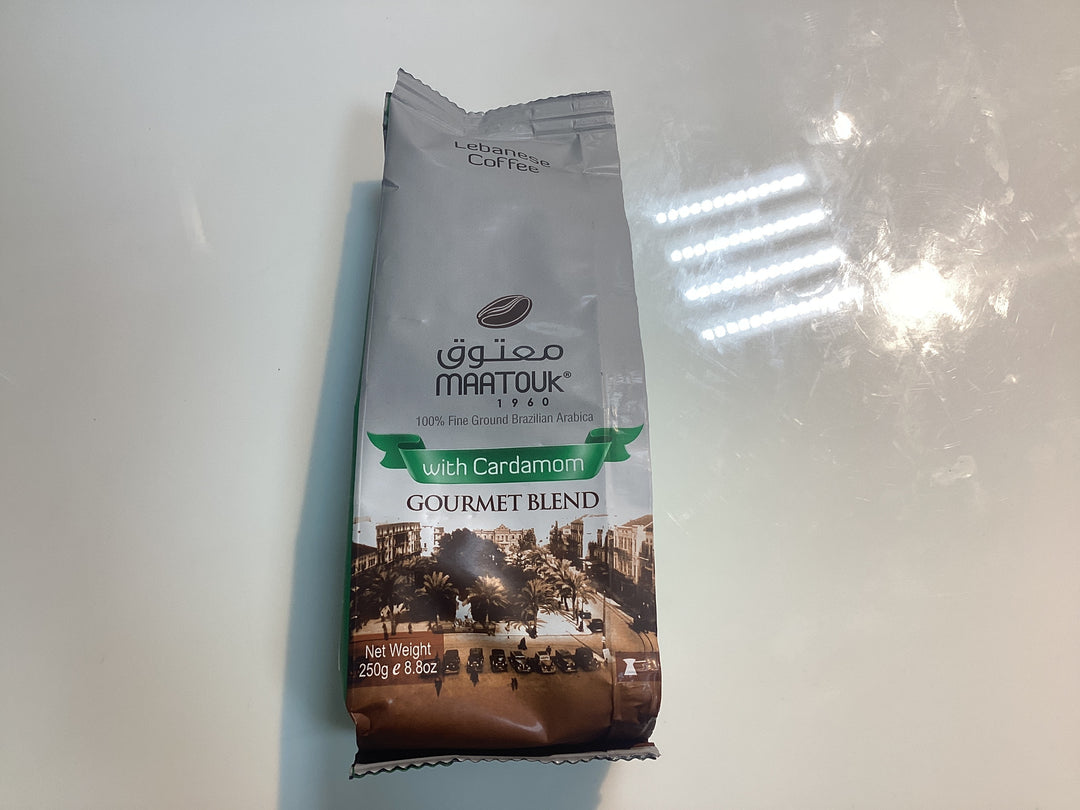 Lebanese
Coffee
معتوق
MAATOUK®
1960
100% Fine Ground Brazilian Arabica
with Cardamom
GOURMET BLEND
Net Weight
250g e 8.8oz